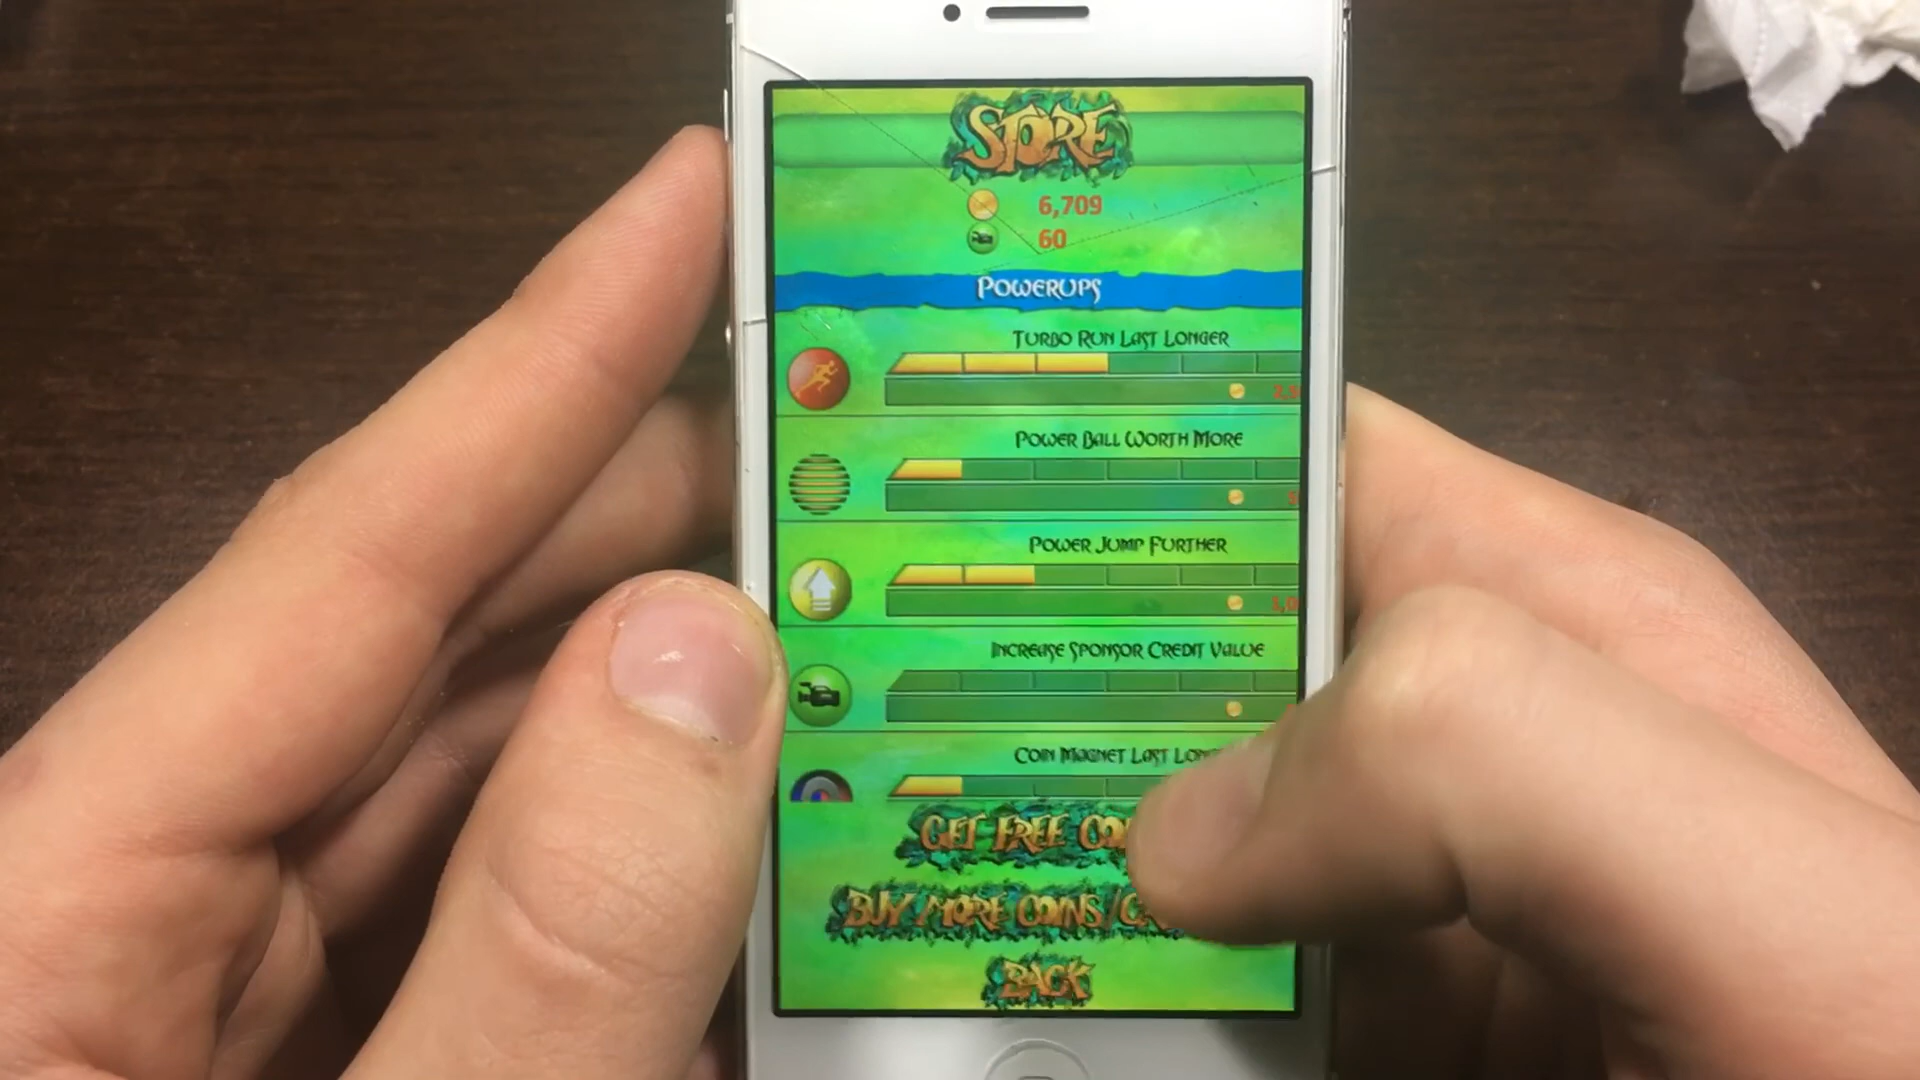 STORE
6,709
60
POWERUPS
TURBO RUN LAST LONGER
POWER BALL WORTH MORE
POWER JUMP FURTHER
INCREASE SPONSOR CREDIT VALUE
COIN MAGNET LAST
GET FREE
BUY MORE COINS /
BACK